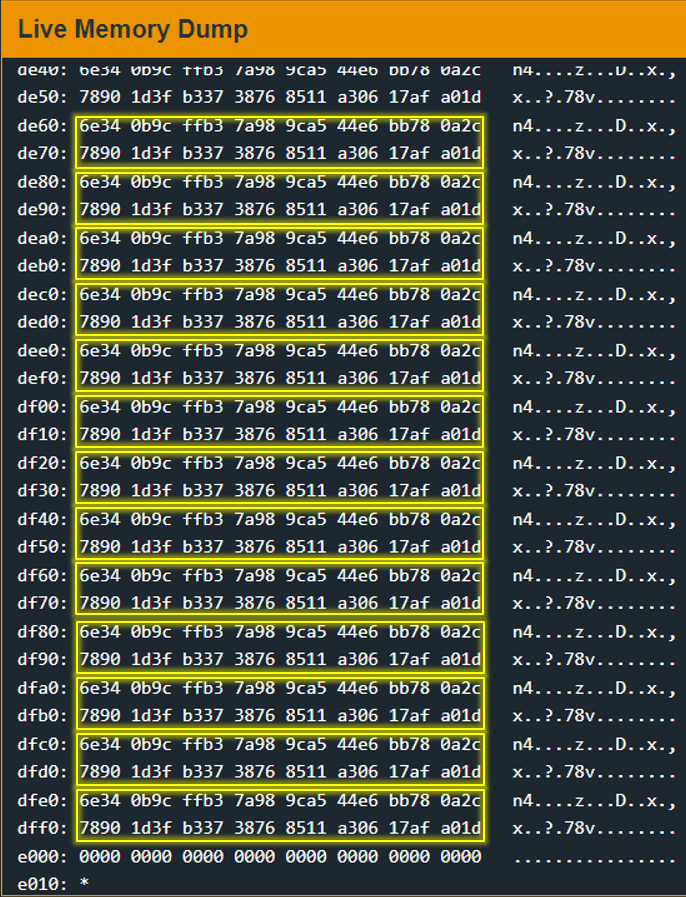 Live Memory Dump
de40: 6e34 0b9c ffb3 7a98 9ca5 44e6 bb78 0a2c n4....z...D..x.,
de50: 7890 1d3f b337 3876 8511 a306 17af a01d x..?.78v........
de60: 6e34 0b9c ffb3 7a98 9ca5 44e6 bb78 0a2c n4....z...D..x.,
de70: 7890 1d3f b337 3876 8511 a306 17af a01d x..?.78v........
de80: 6e34 0b9c ffb3 7a98 9ca5 44e6 bb78 0a2c n4....z...D..x.,
de90: 7890 1d3f b337 3876 8511 a306 17af a01d x..?.78v........
dea0: 6e34 0b9c ffb3 7a98 9ca5 44e6 bb78 0a2c n4....z...D..x.,
deb0: 7890 1d3f b337 3876 8511 a306 17af a01d x..?.78v........
dec0: 6e34 0b9c ffb3 7a98 9ca5 44e6 bb78 0a2c n4....z...D..x.,
ded0: 7890 1d3f b337 3876 8511 a306 17af a01d x..?.78v........
dee0: 6e34 0b9c ffb3 7a98 9ca5 44e6 bb78 0a2c n4....z...D..x.,
def0: 7890 1d3f b337 3876 8511 a306 17af a01d x..?.78v........
df00: 6e34 0b9c ffb3 7a98 9ca5 44e6 bb78 0a2c n4....z...D..x.,
df10: 7890 1d3f b337 3876 8511 a306 17af a01d x..?.78v........
df20: 6e34 0b9c ffb3 7a98 9ca5 44e6 bb78 0a2c n4....z...D..x.,
df30: 7890 1d3f b337 3876 8511 a306 17af a01d x..?.78v........
df40: 6e34 0b9c ffb3 7a98 9ca5 44e6 bb78 0a2c n4....z...D..x.,
df50: 7890 1d3f b337 3876 8511 a306 17af a01d x..?.78v........
df60: 6e34 0b9c ffb3 7a98 9ca5 44e6 bb78 0a2c n4....z...D..x.,
df70: 7890 1d3f b337 3876 8511 a306 17af a01d x..?.78v........
df80: 6e34 0b9c ffb3 7a98 9ca5 44e6 bb78 0a2c n4....z...D..x.,
df90: 7890 1d3f b337 3876 8511 a306 17af a01d x..?.78v........
dfa0: 6e34 0b9c ffb3 7a98 9ca5 44e6 bb78 0a2c n4....z...D..x.,
dfb0: 7890 1d3f b337 3876 8511 a306 17af a01d x..?.78v........
dfc0: 6e34 0b9c ffb3 7a98 9ca5 44e6 bb78 0a2c n4....z...D..x.,
dfd0: 7890 1d3f b337 3876 8511 a306 17af a01d x..?.78v........
dfe0: 6e34 0b9c ffb3 7a98 9ca5 44e6 bb78 0a2c n4....z...D..x.,
dff0: 7890 1d3f b337 3876 8511 a306 17af a01d x..?.78v........
e000: 0000 0000 0000 0000 0000 0000 0000 0000 ................
e010: *